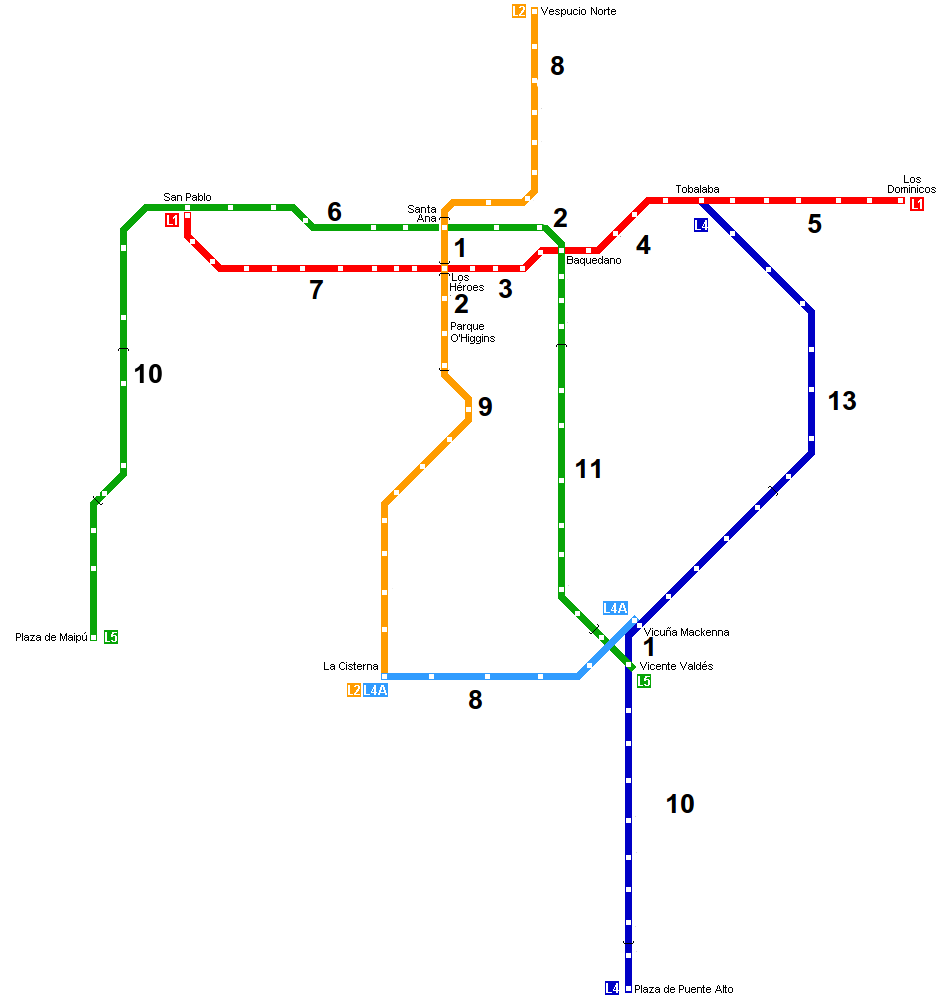 L2
Vespucio Norte
8
Los
Dominicos
L1
Tobalaba
L4
5
San Pablo
L1
6
Santa
Ana
2
1
4
Baquedano
7
Los
Héroes
3
2
Parque
O'Higgins
10
9
13
11
L4A
Vicuña Mackenna
1
Plaza de Maipú
L5
La Cisterna
L2
L4A
Vicente Valdés
L5
8
10
L4
Plaza de Puente Alto